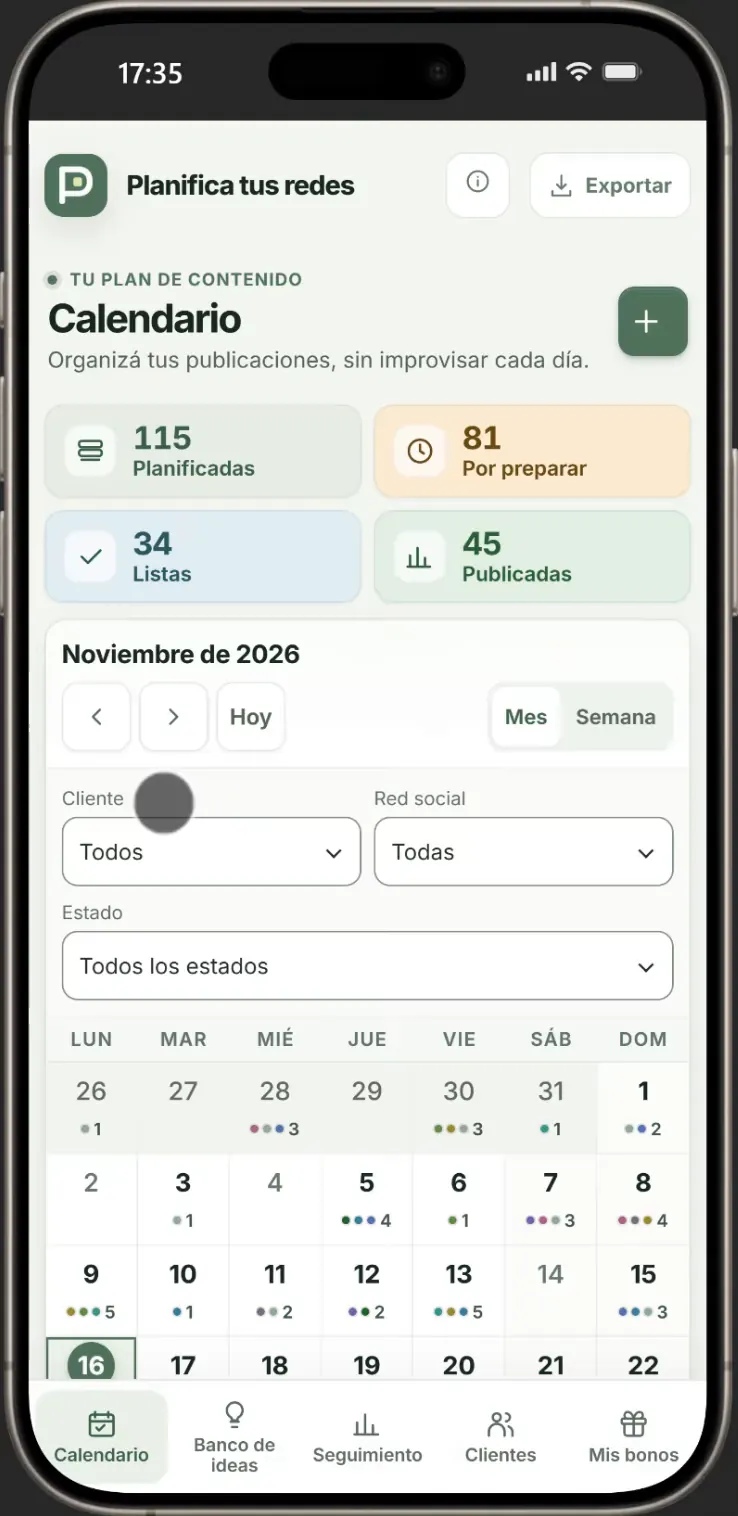 17:35
Planifica tus redes
Exportar
TU PLAN DE CONTENIDO
Calendario
Organizá tus publicaciones, sin improvisar cada día.
115
Planificadas
81
Por preparar
34
Listas
45
Publicadas
Noviembre de 2026
Hoy
Mes
Semana
Cliente
Red social
Todos
Todas
Estado
Todos los estados
LUN MAR MIÉ JUE VIE SÁB DOM
26 27 28 29 30 31 1
1 3 3 1 2
2 3 4 5 6 7 8
1 4 1 3 4
9 10 11 12 13 14 15
5 1 2 2 5 3
16 17 18 19 20 21 22
Calendario
Banco de
ideas
Seguimiento
Clientes
Mis bonos